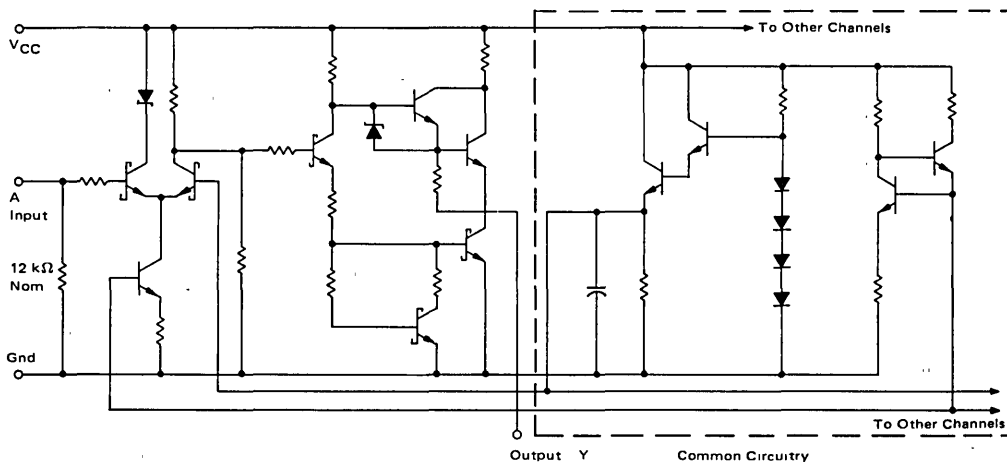 To Other Channels
VCC
A
Input
12 kΩ
Nom
Gnd
To Other Channels
Output Y
Common Circuitry